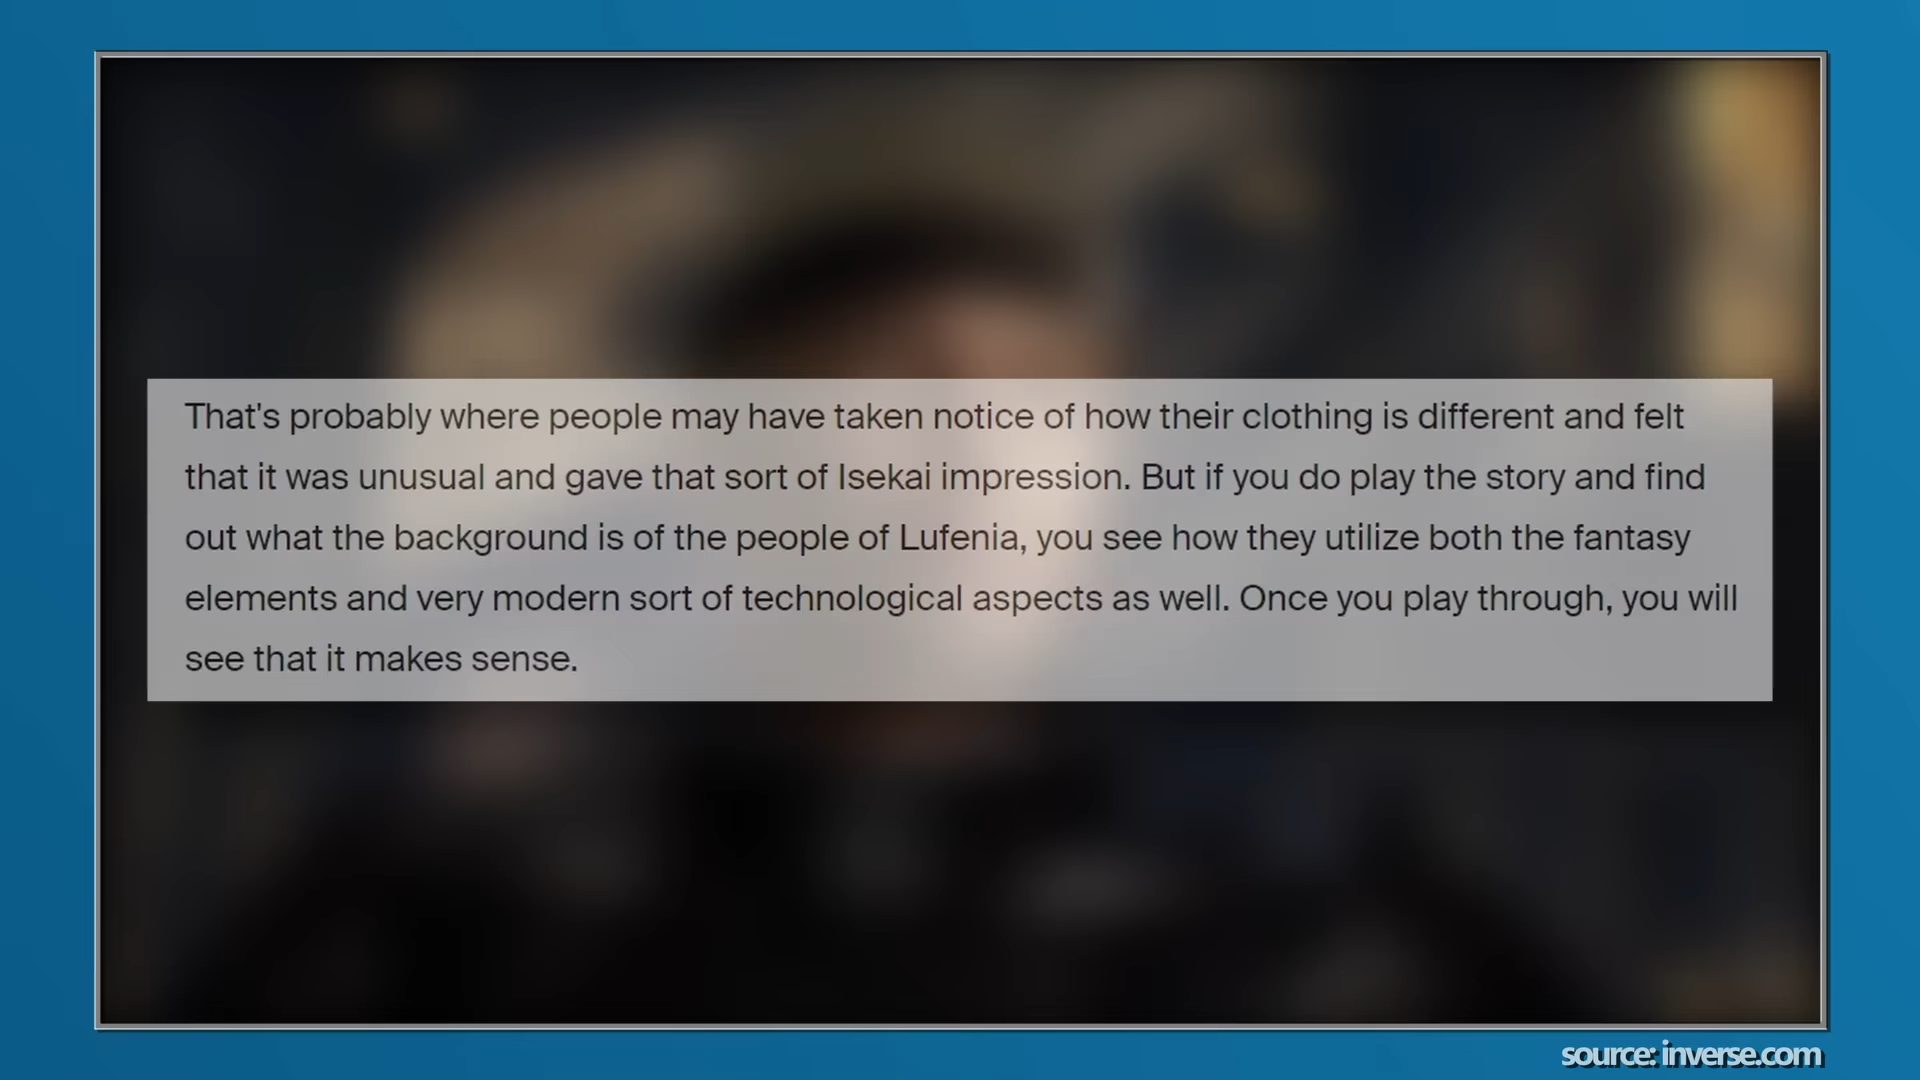 That's probably where people may have taken notice of how their clothing is different and felt
that it was unusual and gave that sort of Isekai impression. But if you do play the story and find
out what the background is of the people of Lufenia, you see how they utilize both the fantasy
elements and very modern sort of technological aspects as well. Once you play through, you will
see that it makes sense.
source: inverse.com